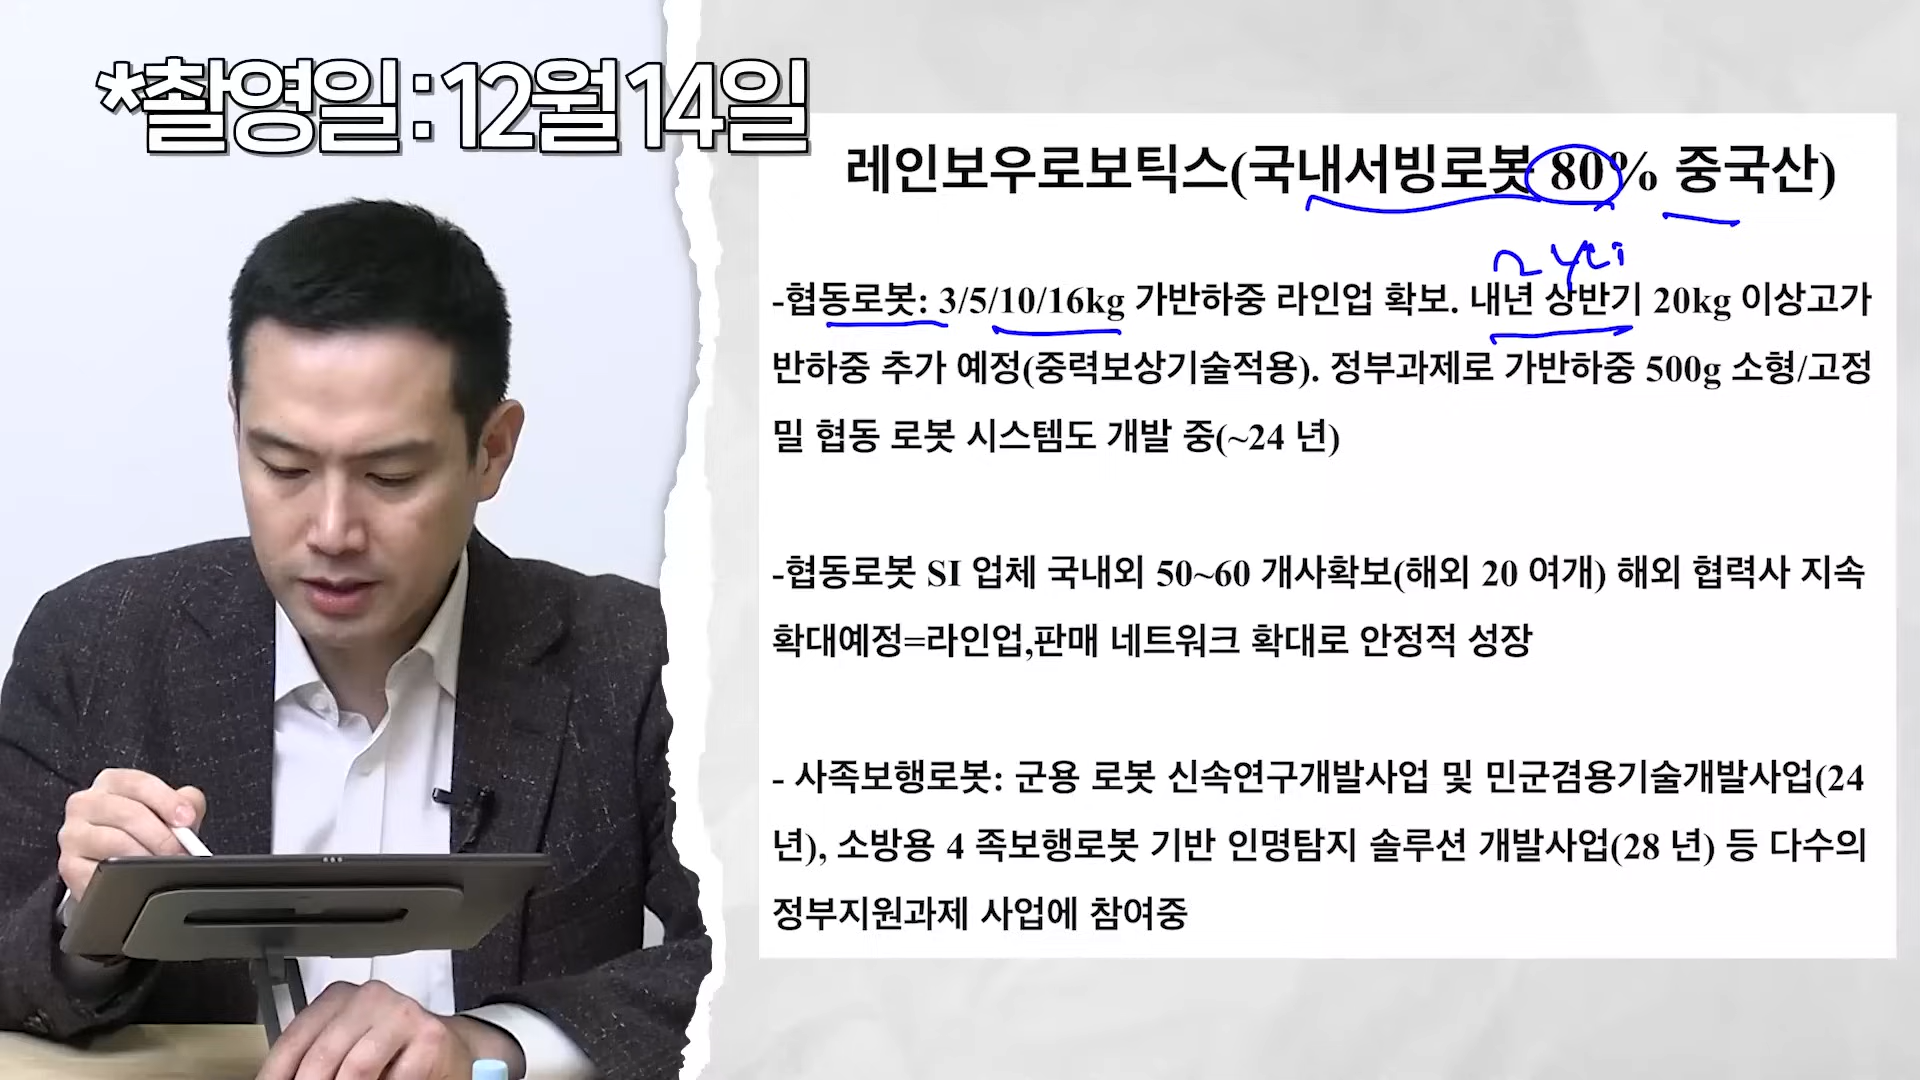 *촬영일:12월14일
레인보우로보틱스(국내서빙로봇 80% 중국산)
-협동로봇: 3/5/10/16kg 가반하중 라인업 확보. 내년 상반기 20kg 이상고가
반하중 추가 예정(중력보상기술적용). 정부과제로 가반하중 500g 소형/고정
밀 협동 로봇 시스템도 개발 중(~24 년)
-협동로봇 SI 업체 국내외 50~60 개사확보(해외 20 여개) 해외 협력사 지속
확대예정=라인업,판매 네트워크 확대로 안정적 성장
- 사족보행로봇: 군용 로봇 신속연구개발사업 및 민군겸용기술개발사업(24
년), 소방용 4 족보행로봇 기반 인명탐지 솔루션 개발사업(28 년) 등 다수의
정부지원과제 사업에 참여중